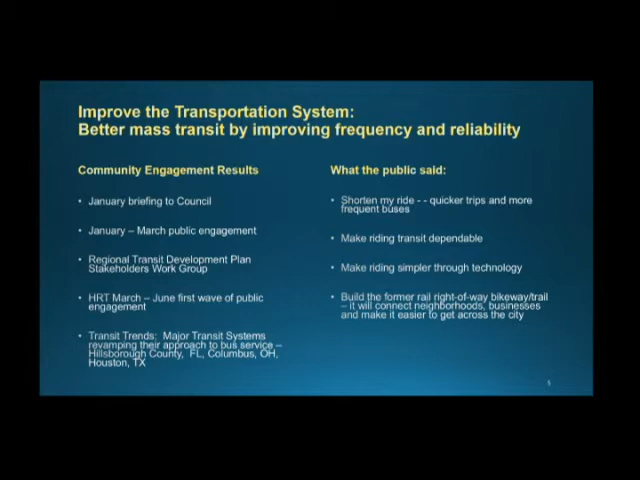 Improve the Transportation System:
Better mass transit by improving frequency and reliability
Community Engagement Results
• January briefing to Council
• January – March public engagement
• Regional Transit Development Plan
Stakeholders Work Group
• HRT March – June first wave of public
engagement
• Transit Trends: Major Transit Systems
revamping their approach to bus service –
Hillsborough County, FL, Columbus, OH,
Houston, TX
What the public said:
• Shorten my ride - - quicker trips and more
frequent buses
• Make riding transit dependable
• Make riding simpler through technology
• Build the former rail right-of-way bikeway/trail
– it will connect neighborhoods, businesses
and make it easier to get across the city